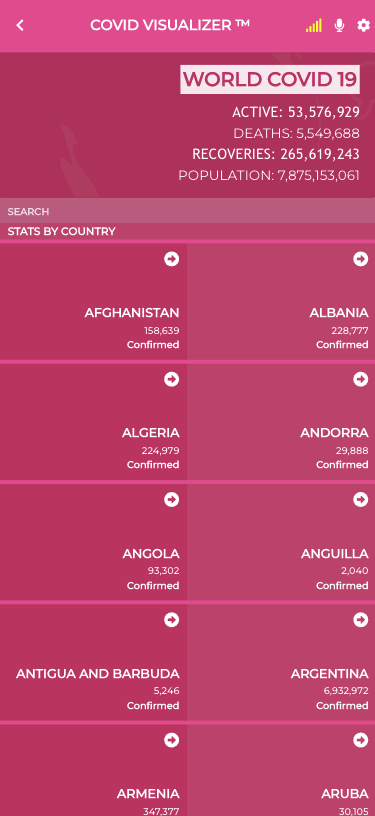 COVID VISUALIZER ™
WORLD COVID 19
ACTIVE: 53,576,929
DEATHS: 5,549,688
RECOVERIES: 265,619,243
POPULATION: 7,875,153,061
SEARCH
STATS BY COUNTRY
AFGHANISTAN
158,639
Confirmed
ALBANIA
228,777
Confirmed
ALGERIA
224,979
Confirmed
ANDORRA
29,888
Confirmed
ANGOLA
93,302
Confirmed
ANGUILLA
2,040
Confirmed
ANTIGUA AND BARBUDA
5,246
Confirmed
ARGENTINA
6,932,972
Confirmed
ARMENIA
347,377
ARUBA
30,105